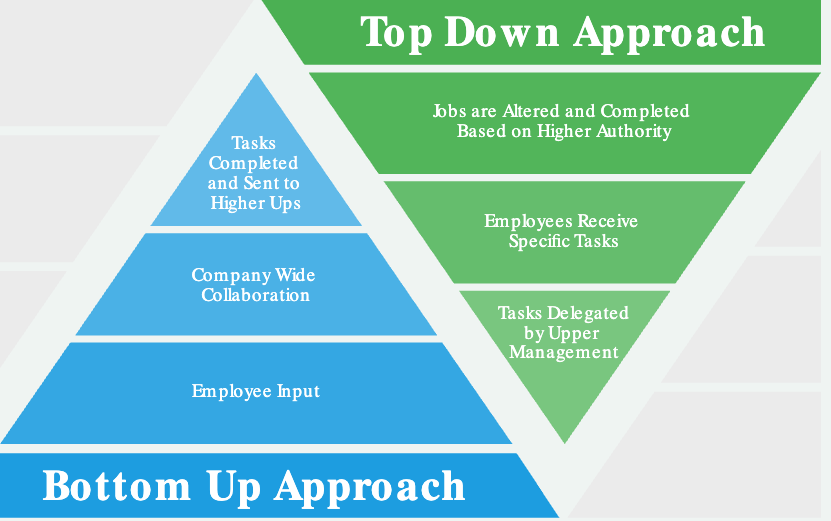 Top Down Approach
Jobs are Altered and Completed
Based on Higher Authority
Employees Receive
Specific Tasks
Tasks Delegated
by Upper
Management
Tasks
Completed
and Sent to
Higher Ups
Company Wide
Collaboration
Employee Input
Bottom Up Approach